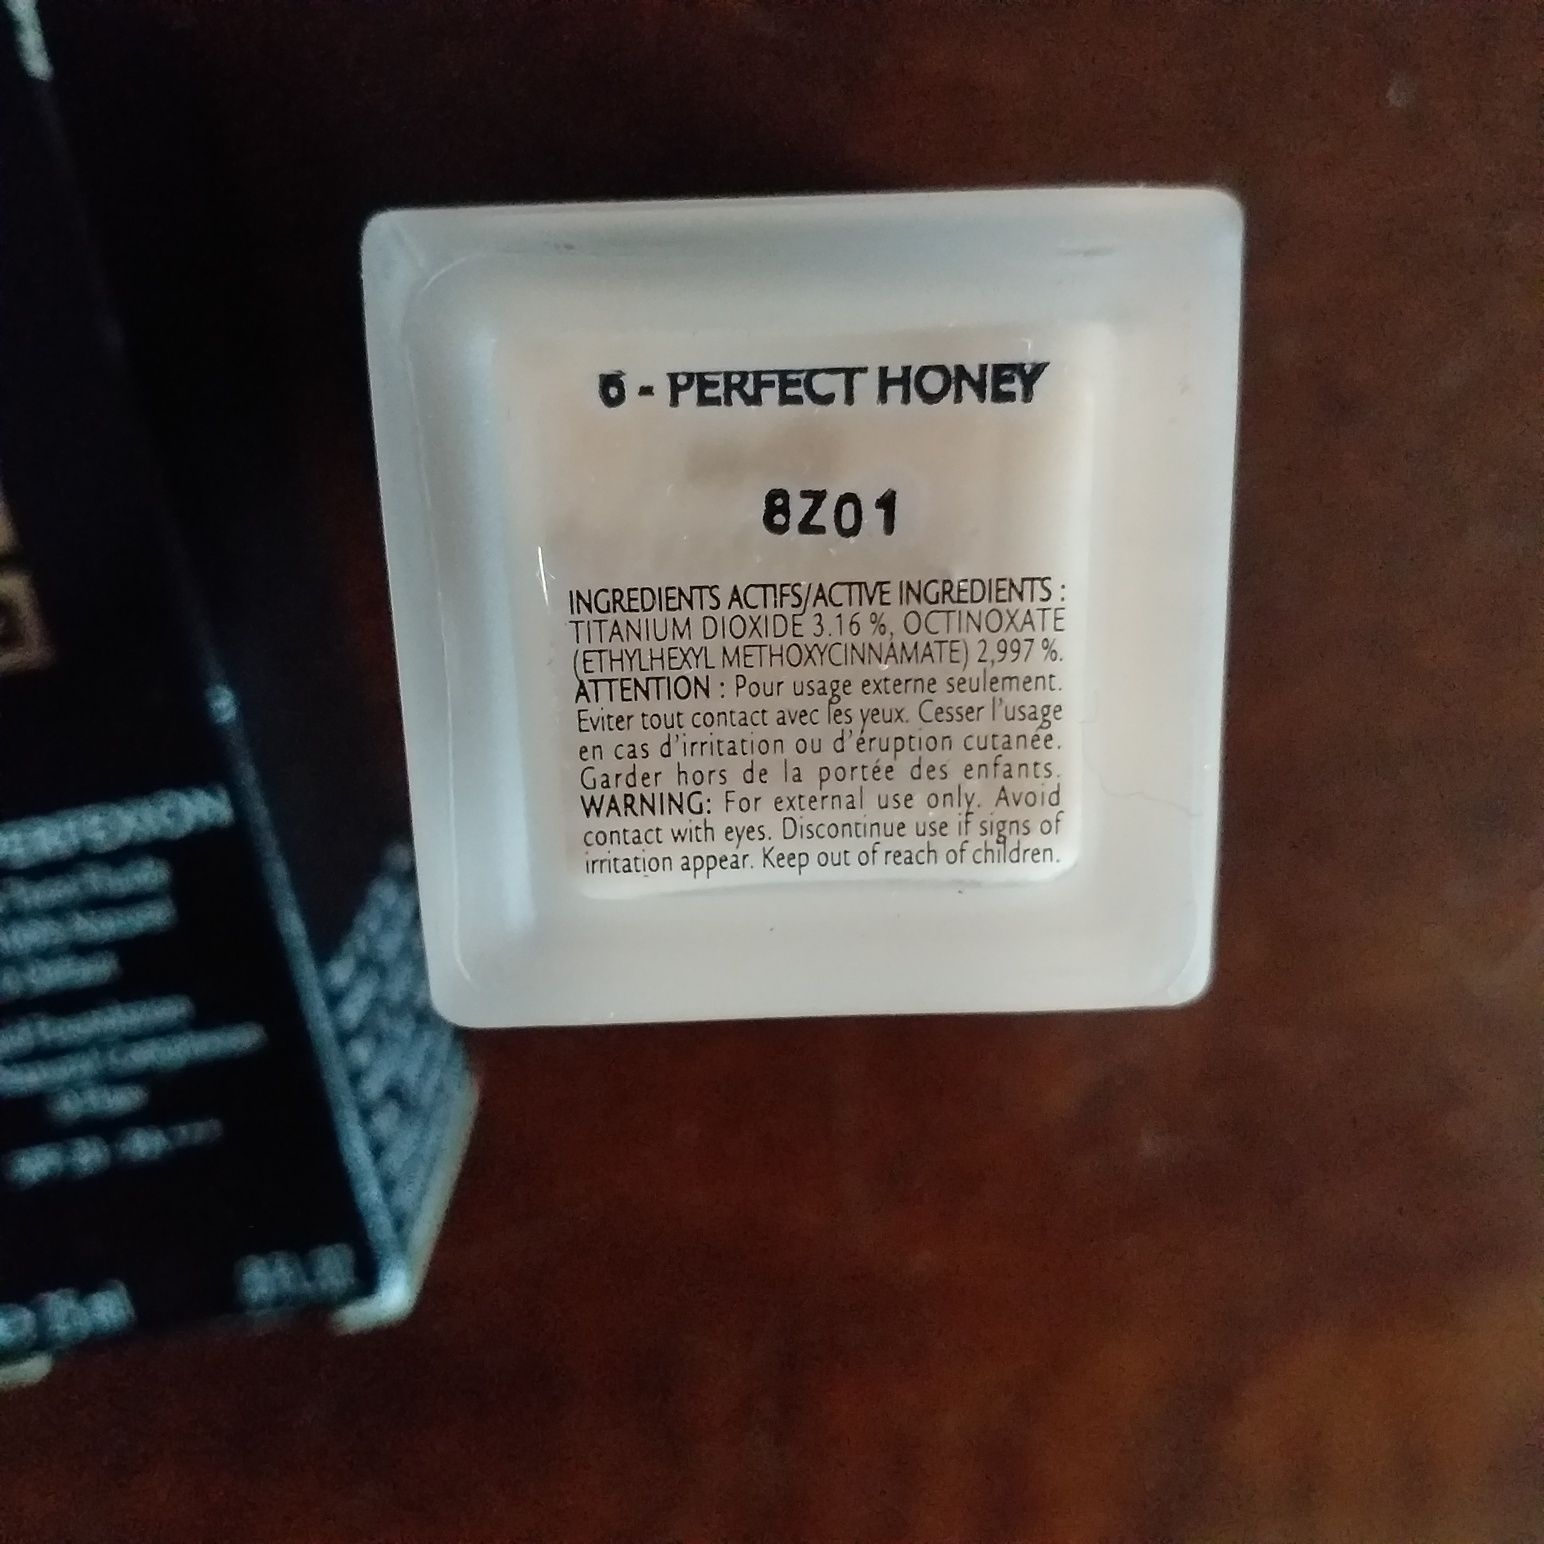 6 - PERFECT HONEY
8Z01
INGREDIENTS ACTIFS/ACTIVE INGREDIENTS :
TITANIUM DIOXIDE 3.16 %, OCTINOXATE
(ETHYLHEXYL METHOXYCINNAMATE) 2,997 %.
ATTENTION : Pour usage externe seulement.
Eviter tout contact avec les yeux. Cesser l'usage
en cas d'irritation ou d'éruption cutanée.
Garder hors de la portée des enfants.
WARNING: For external use only. Avoid
contact with eyes. Discontinue use if signs of
irritation appear. Keep out of reach of children.